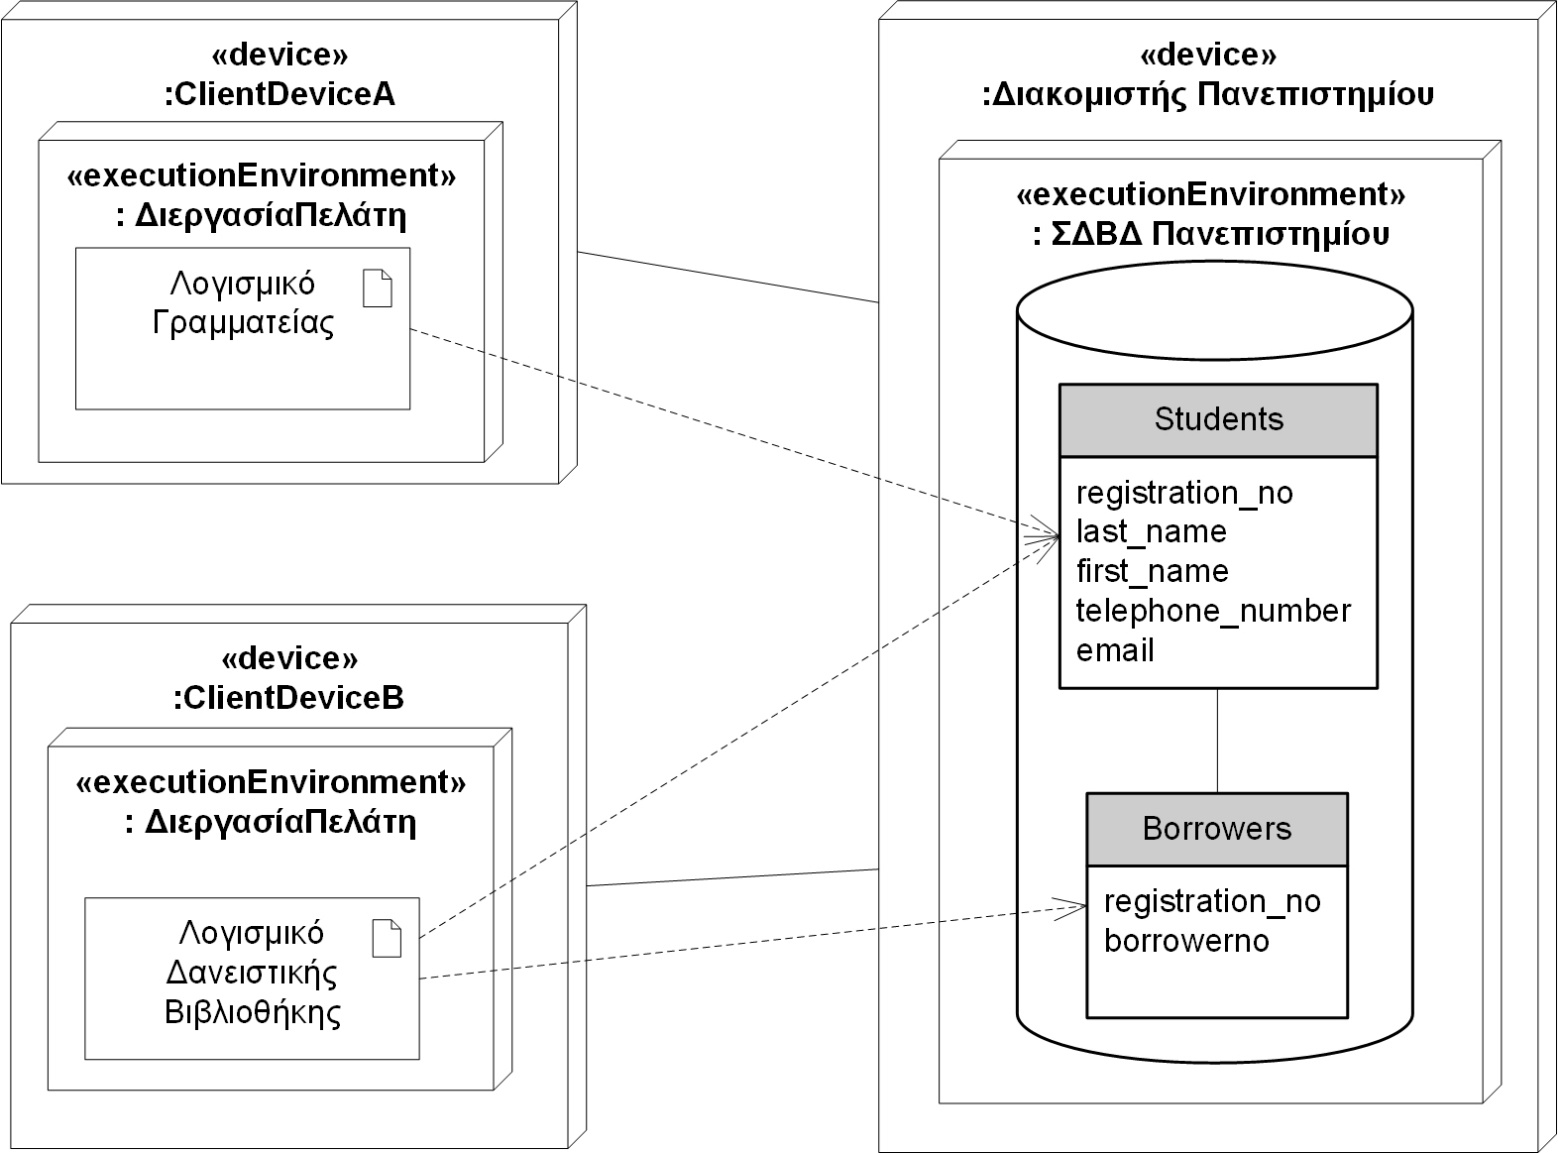 «device»
:ClientDeviceA
«executionEnvironment»
: ΔιεργασίαΠελάτη
Λογισμικό
Γραμματείας
«device»
:ClientDeviceB
«executionEnvironment»
: ΔιεργασίαΠελάτη
Λογισμικό
Δανειστικής
Βιβλιοθήκης
«device»
:Διακομιστής Πανεπιστημίου
«executionEnvironment»
: ΣΔΒΔ Πανεπιστημίου
Students
registration_no
last_name
first_name
telephone_number
email
Borrowers
registration_no
borrowerno